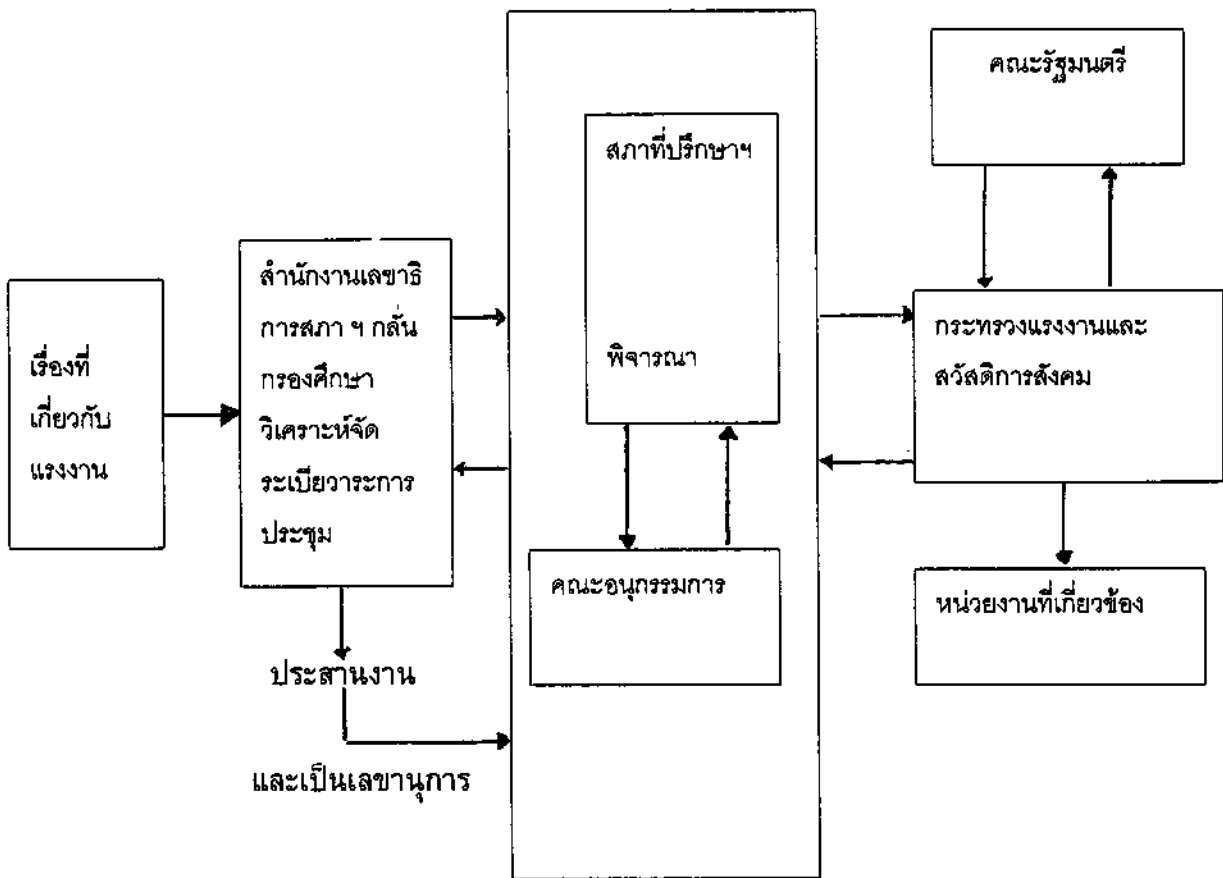 เรื่องที่
เกี่ยวกับ
แรงงาน
สำนักงานเลขาธิ
การสภา ฯ กลั่น
กรองศึกษา
วิเคราะห์จัด
ระเบียวาระการ
ประชุม
ประสานงาน
และเป็นเลขานุการ
สภาที่ปรึกษาฯ
พิจารณา
คณะอนุกรรมการ
คณะรัฐมนตรี
กระทรวงแรงงานและ
สวัสดิการสังคม
หน่วยงานที่เกี่ยวข้อง